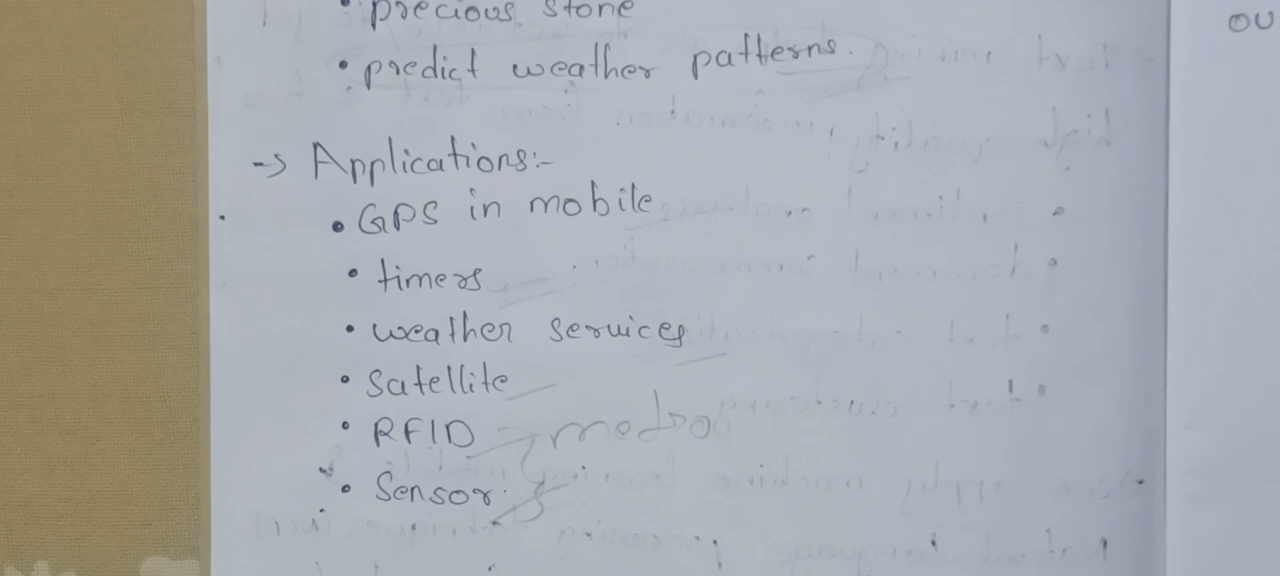 • precious stone
• predict weather patterns.
ou
-> Applications:-
• GPS in mobile
• timers
• weather services
• Satellite
• RFID metro
• Sensor.